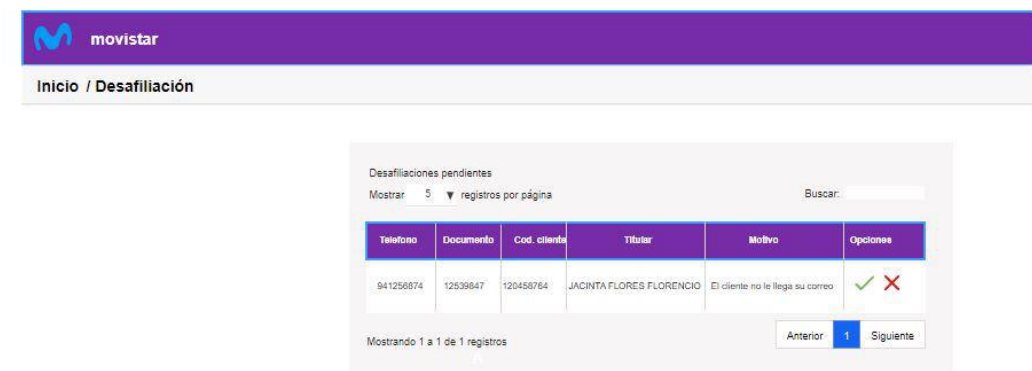 movistar
Inicio / Desafiliación
Desafiliaciones pendientes
Mostrar 5 registros por página Buscar:
Telefono Documento Cod. cliente Titular Motivo Opciones
941256874 12539847 120458764 JACINTA FLORES FLORENCIO El cliente no le llega su correo
Mostrando 1 a 1 de 1 registros Anterior 1 Siguiente